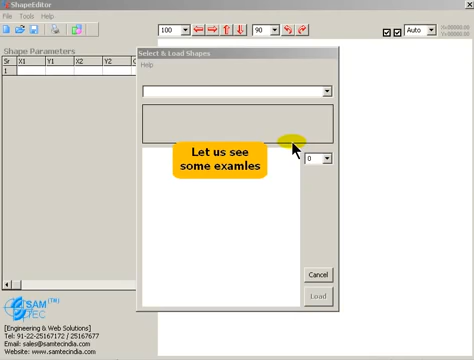 ShapeEditor
File Tools Help
100
90
Auto
Shape Parameters
Sr X1 Y1 X2 Y2
1
Select & Load Shapes
Help
Let us see
some examles
0
Cancel
Load
SAM (TM)
TEC
[Engineering & Web Solutions]
Tel: 91-22-25167172 / 25167677
Email: sales@samtecindia.com
Website: www.samtecindia.com